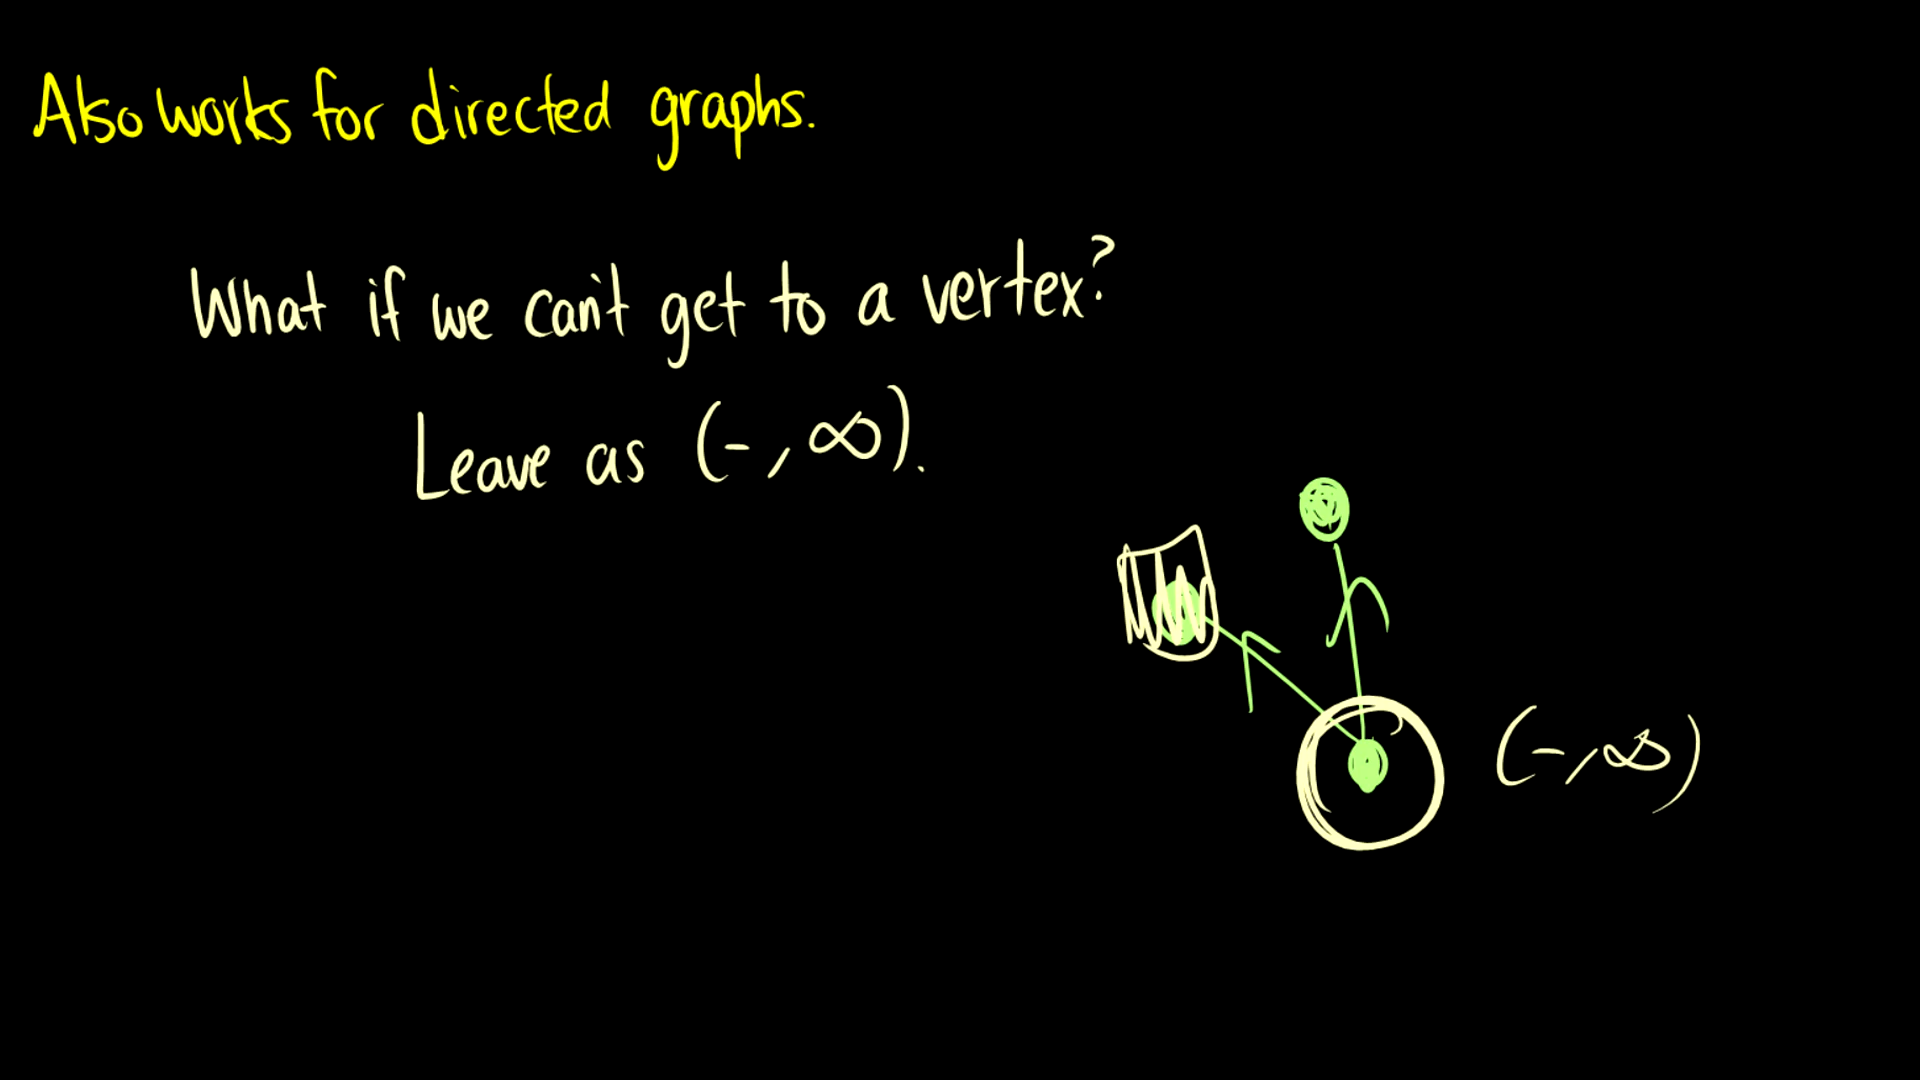 Also works for directed graphs.
What if we can't get to a vertex?
Leave as (-, ∞).
(-, ∞)